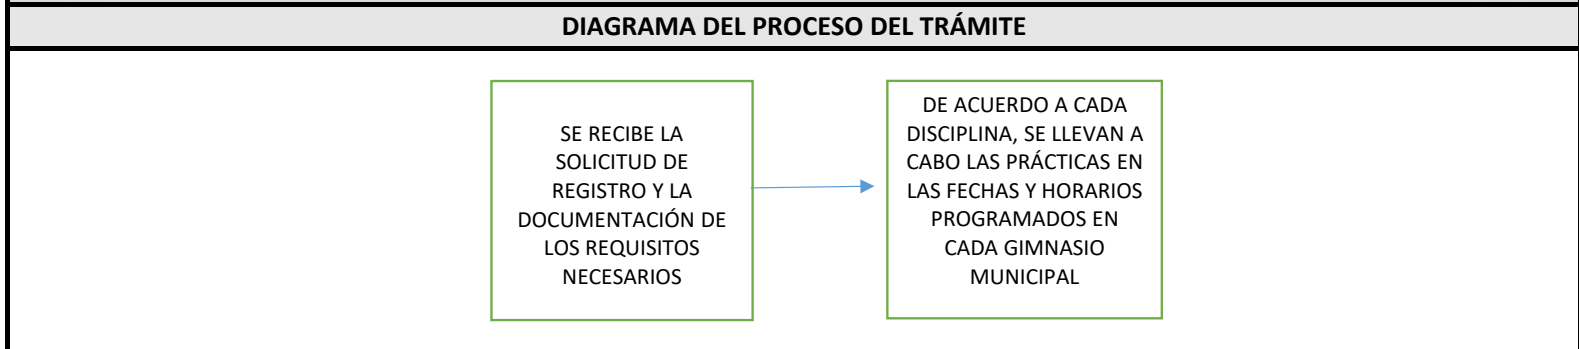 DIAGRAMA DEL PROCESO DEL TRÁMITE
SE RECIBE LA
SOLICITUD DE
REGISTRO Y LA
DOCUMENTACIÓN DE
LOS REQUISITOS
NECESARIOS
DE ACUERDO A CADA
DISCIPLINA, SE LLEVAN A
CABO LAS PRÁCTICAS EN
LAS FECHAS Y HORARIOS
PROGRAMADOS EN
CADA GIMNASIO
MUNICIPAL